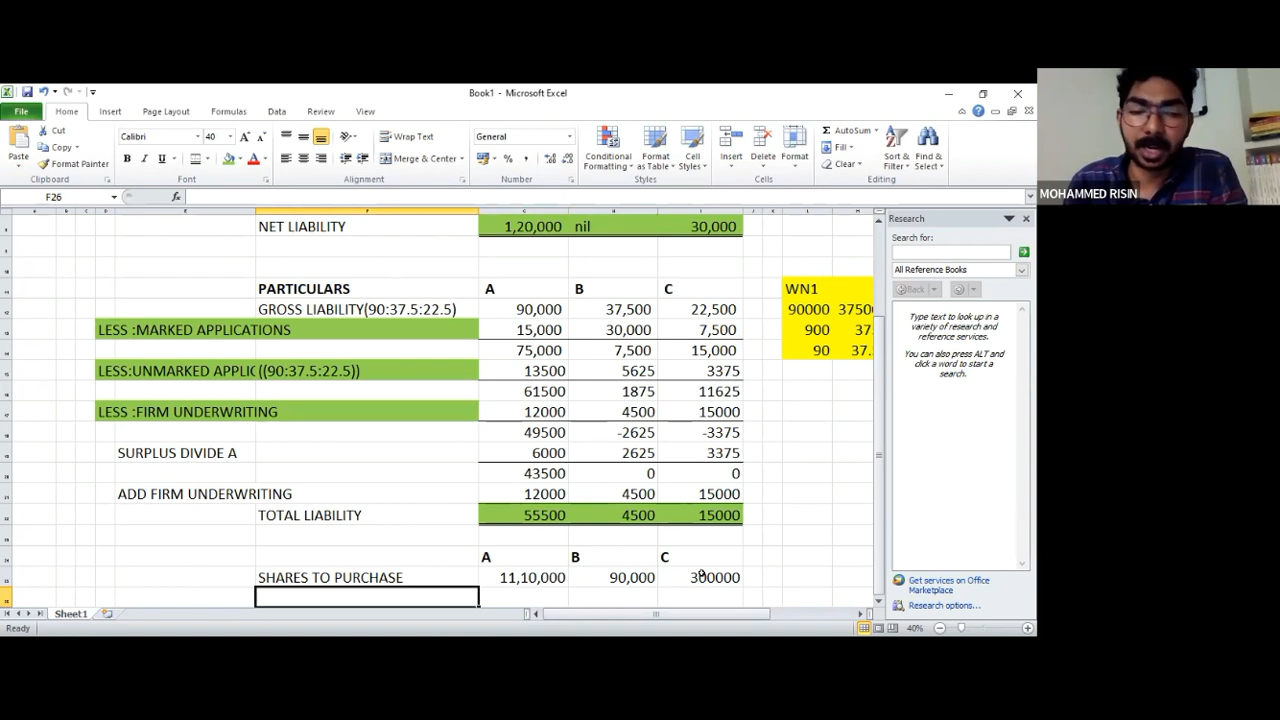 Book1 - Microsoft Excel
File Home Insert Page Layout Formulas Data Review View
Cut
Copy
Format Painter
Paste
Clipboard
Calibri 40
Font
Wrap Text
Merge & Center
Alignment
General
Number
Conditional Formatting
Format as Table
Cell Styles
Styles
Insert Delete Format
Cells
AutoSum
Fill
Clear
Sort & Filter
Find & Select
Editing
MOHAMMED RISIN
F26 fx
NET LIABILITY 1,20,000 nil 30,000
PARTICULARS A B C WN1
GROSS LIABILITY(90:37.5:22.5) 90,000 37,500 22,500 90000
LESS :MARKED APPLICATIONS 15,000 30,000 7,500 900
75,000 7,500 15,000 90
LESS:UNMARKED APPLIC ((90:37.5:22.5)) 13500 5625 3375
61500 1875 11625
LESS :FIRM UNDERWRITING 12000 4500 15000
49500 -2625 -3375
SURPLUS DIVIDE A 6000 2625 3375
43500 0 0
ADD FIRM UNDERWRITING 12000 4500 15000
TOTAL LIABILITY 55500 4500 15000
A B C
SHARES TO PURCHASE 11,10,000 90,000 300000
Research
Search for:
All Reference Books
Back
Type text to look up in a variety of research and reference services.
You can also press ALT and click a word to start a search.
Get services on Office Marketplace
Research options...
Sheet1
Ready
40%